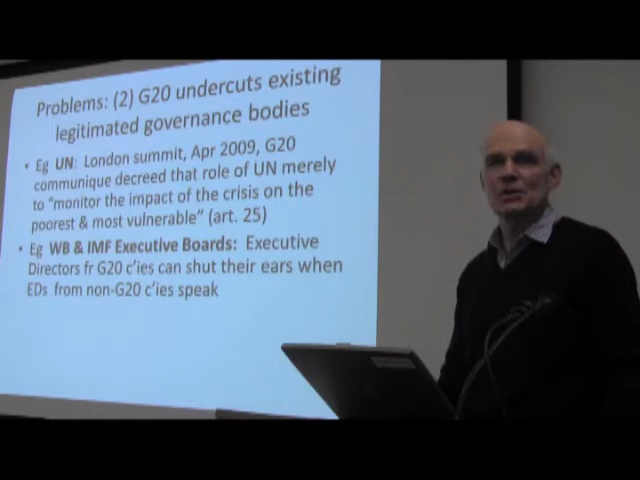 Problems: (2) G20 undercuts existing
legitimated governance bodies
• Eg UN: London summit, Apr 2009, G20
communique decreed that role of UN merely
to "monitor the impact of the crisis on the
poorest & most vulnerable" (art. 25)
• Eg WB & IMF Executive Boards: Executive
Directors fr G20 c'ies can shut their ears when
EDs from non-G20 c'ies speak